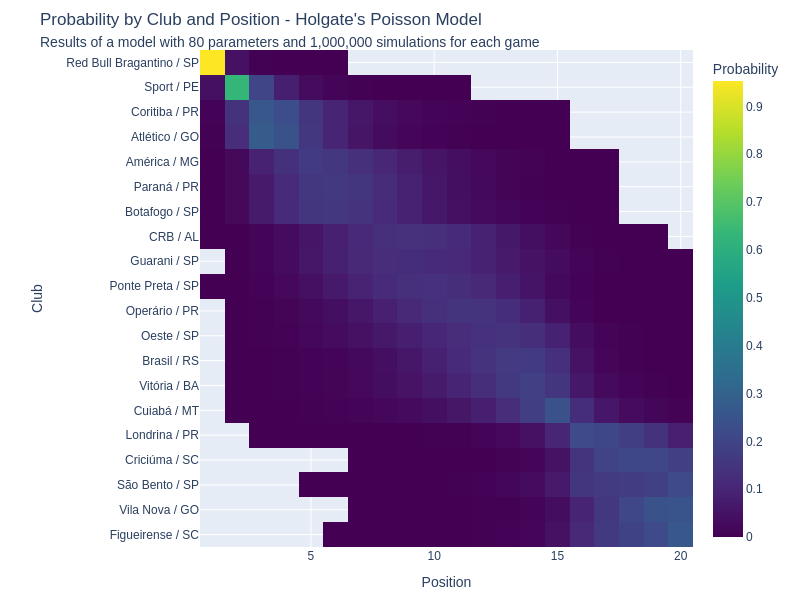 Probability by Club and Position - Holgate's Poisson Model
Results of a model with 80 parameters and 1,000,000 simulations for each game
Probability
Red Bull Bragantino / SP
Sport / PE
Coritiba / PR
Atlético / GO
América / MG
Paraná / PR
Botafogo / SP
CRB / AL
Guarani / SP
Ponte Preta / SP
Operário / PR
Oeste / SP
Brasil / RS
Vitória / BA
Cuiabá / MT
Londrina / PR
Criciúma / SC
São Bento / SP
Vila Nova / GO
Figueirense / SC
Club
5 10 15 20
Position
0.9
0.8
0.7
0.6
0.5
0.4
0.3
0.2
0.1
0